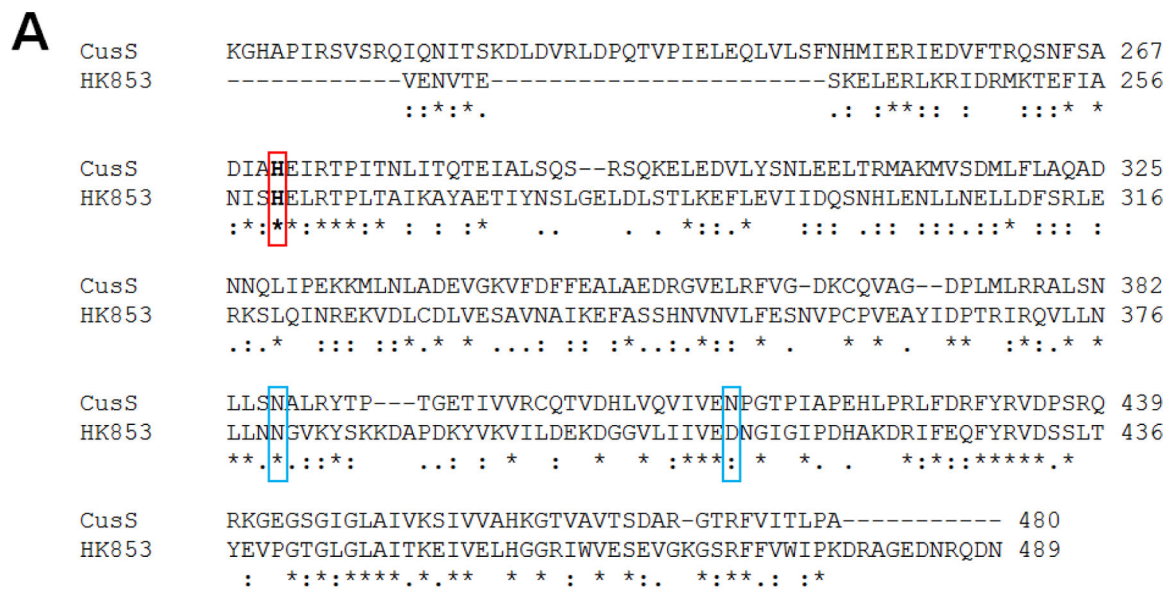 A
CusS KGHAPIRSVSRQIQNITSKDLDVRLDPQTVPIELEQLVLSFNHMIERIEDVFTRQSNFSA 267
HK853 ------------VENVTE----------------------SKELERLKRIDRMKTEFIA 256
::*:*. .: :**:: : :::* *
CusS DIAHEIRTPITNLITQTEIALSQS--RSQKELEDVLYSNLEELTRMAKMVSDMLFLAQAD 325
HK853 NISHELRTPLTAIKAYAETIYNSLGELDLSTLKEFLEVIIDQSNHLENLLNELLDFSRLE 316
:*:**:***:* : : :* .. . . *::.* ::: .:: ::::.::* ::: :
CusS NNQLIPEKKMLNLADEVGKVFDFFEALAEDRGVELRFVG-DKCQVAG--DPLMLRRALSN 382
HK853 RKSLQINREKVDLCDLVESAVNAIKEFASSHNVNVLFESNVPCPVEAYIDPTRIRQVLLN 376
.:.* ::: ::*.* * ...: :: :*..:.*:: * . * * . ** :*:.* *
CusS LLSNALRYTP---TGETIVVRCQTVDHLVQVIVENPGTPIAPEHLPRLFDRFYRVDPSRQ 439
HK853 LLNNGVKYSKKDAPDKYVKVILDEKDGGVLIIVEDNGIGIPDHAKDRIFEQFYRVDSSLT 436
**.*.::*: ..: : * : * * :***: * *. . *:*::*****.*
CusS RKGEGSGIGLAIVKSIVVAHKGTVAVTSDAR-GTRFVITLPA----------- 480
HK853 YEVPGTGLGLAITKEIVELHGGRIWVESEVGKGSRFFVWIPKDRAGEDNRQDN 489
: *:*:****.*.** * * : * *:. *:**.: :*